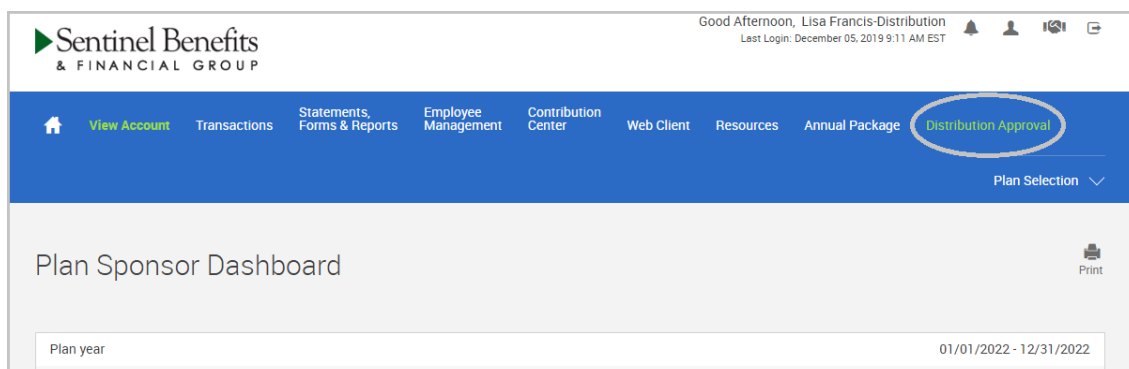 Sentinel Benefits
& FINANCIAL GROUP
Good Afternoon, Lisa Francis-Distribution
Last Login: December 05, 2019 9:11 AM EST
View Account
Transactions
Statements,
Forms & Reports
Employee
Management
Contribution
Center
Web Client
Resources
Annual Package
Distribution Approval
Plan Selection
Plan Sponsor Dashboard
Print
Plan year 01/01/2022 - 12/31/2022